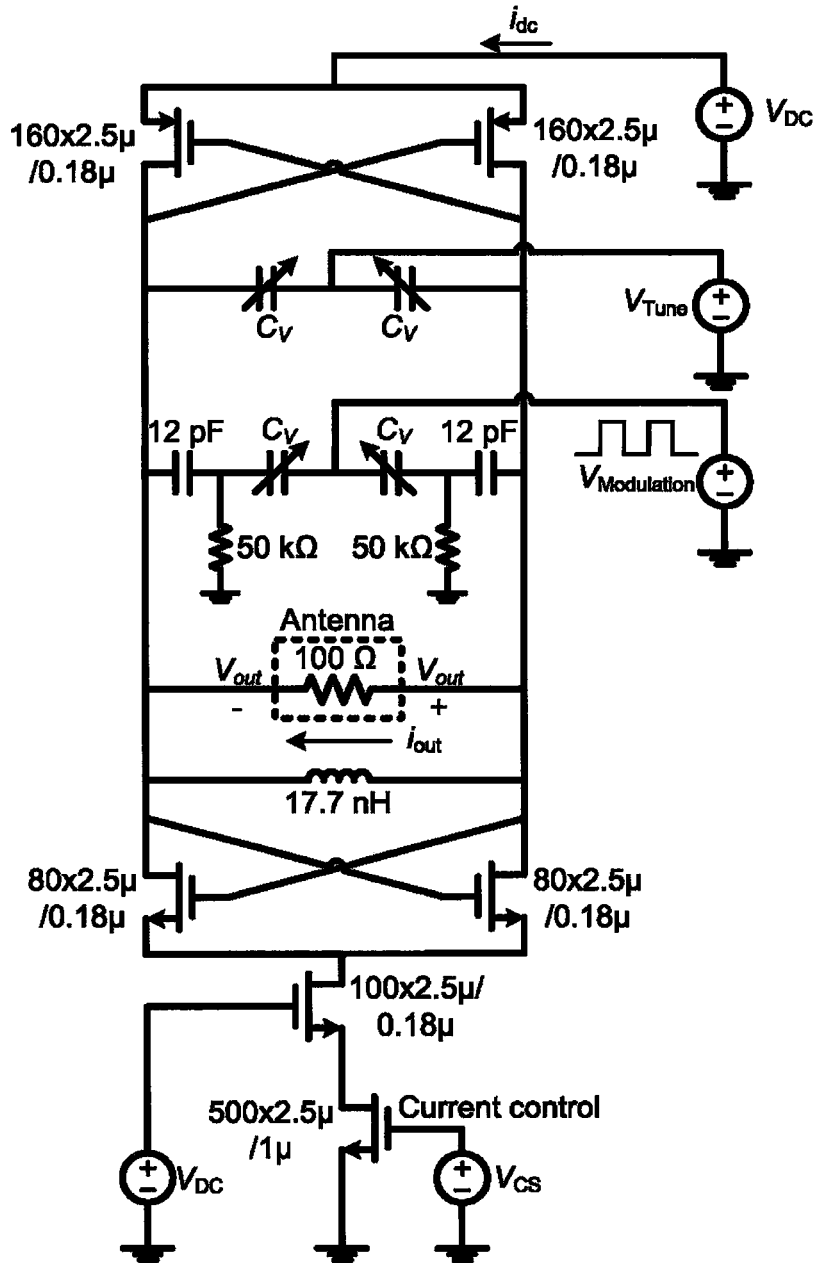 i_dc
V_DC
160x2.5µ
/0.18µ
160x2.5µ
/0.18µ
V_Tune
C_V
C_V
12 pF
C_V
C_V
12 pF
V_Modulation
50 kΩ
50 kΩ
Antenna
100 Ω
V_out
V_out
-
+
i_out
17.7 nH
80x2.5µ
/0.18µ
80x2.5µ
/0.18µ
100x2.5µ/
0.18µ
500x2.5µ
/1µ
Current control
V_DC
V_CS